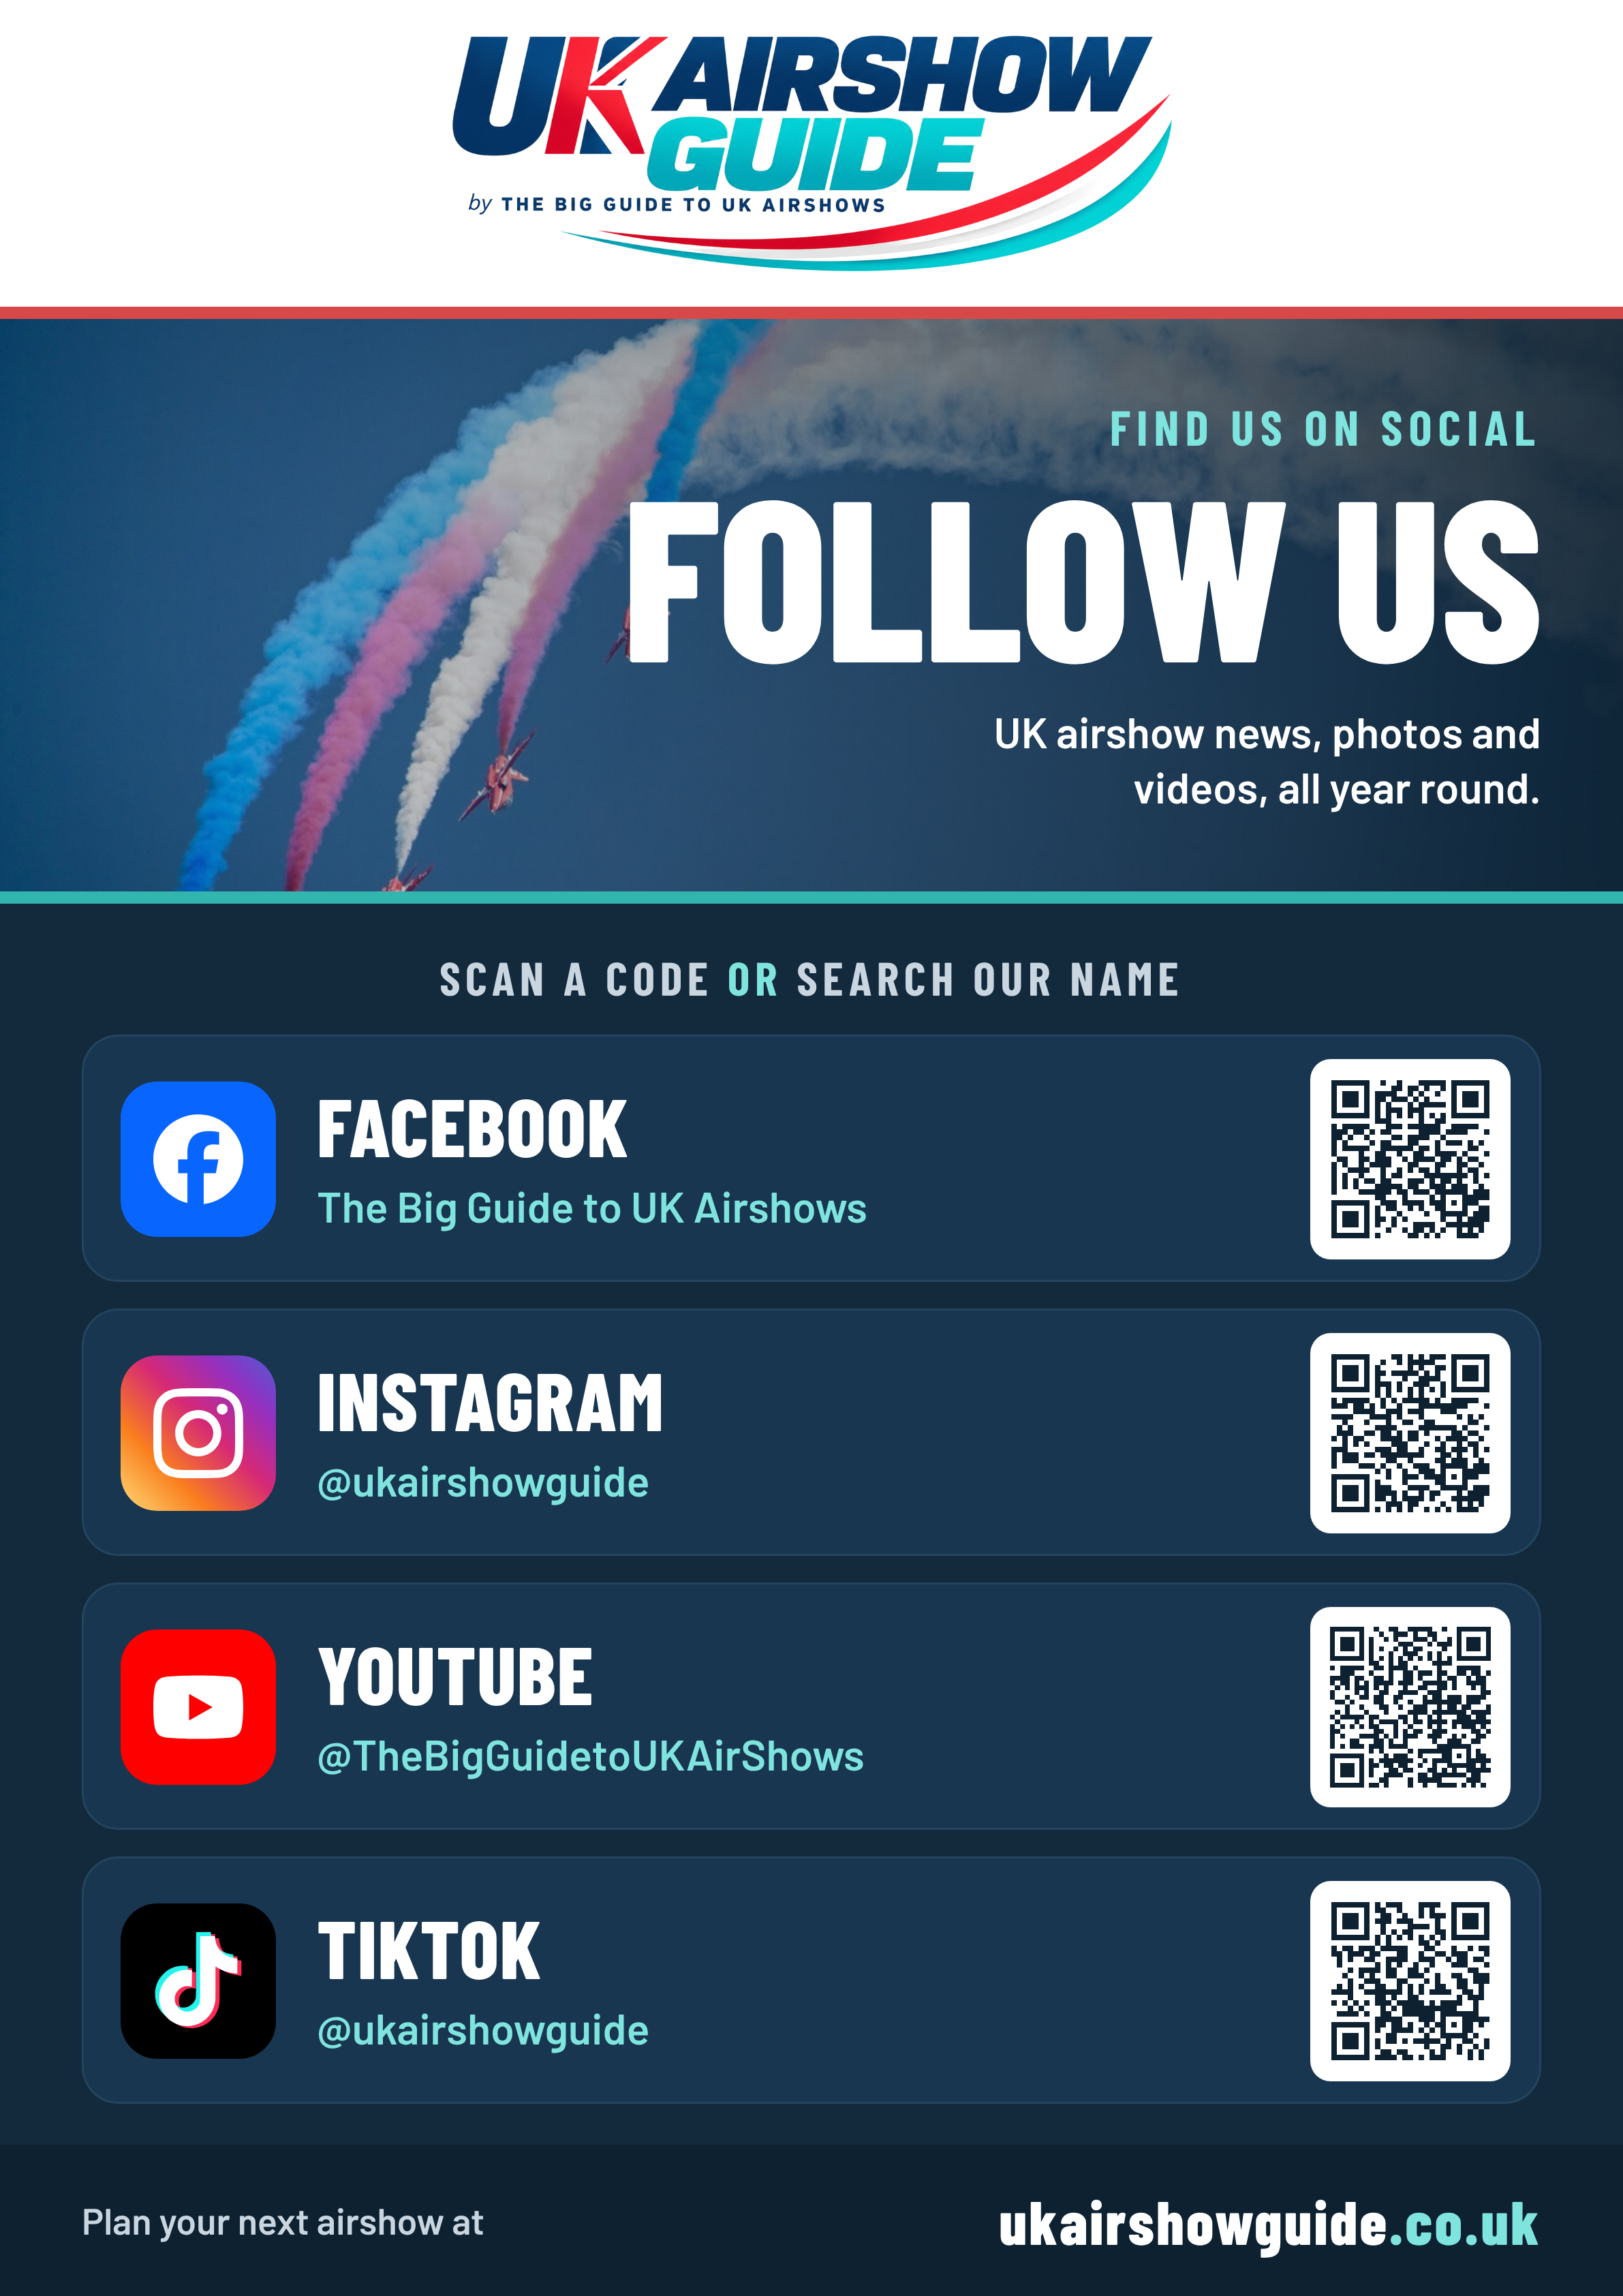 UK AIRSHOW
GUIDE
by THE BIG GUIDE TO UK AIRSHOWS
FIND US ON SOCIAL
FOLLOW US
UK airshow news, photos and
videos, all year round.
SCAN A CODE OR SEARCH OUR NAME
FACEBOOK
The Big Guide to UK Airshows
INSTAGRAM
@ukairshowguide
YOUTUBE
@TheBigGuidetoUKAirShows
TIKTOK
@ukairshowguide
Plan your next airshow at
ukairshowguide.co.uk